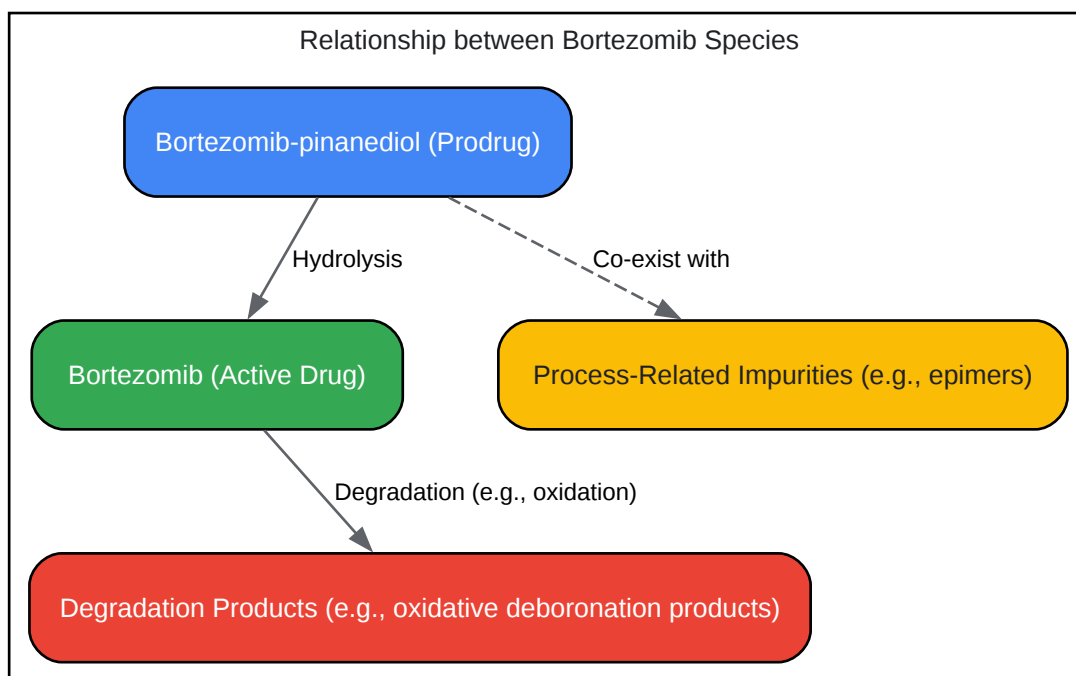 Relationship between Bortezomib Species
Bortezomib-pinanediol (Prodrug)
Hydrolysis
Co-exist with
Bortezomib (Active Drug)
Process-Related Impurities (e.g., epimers)
Degradation (e.g., oxidation)
Degradation Products (e.g., oxidative deboronation products)